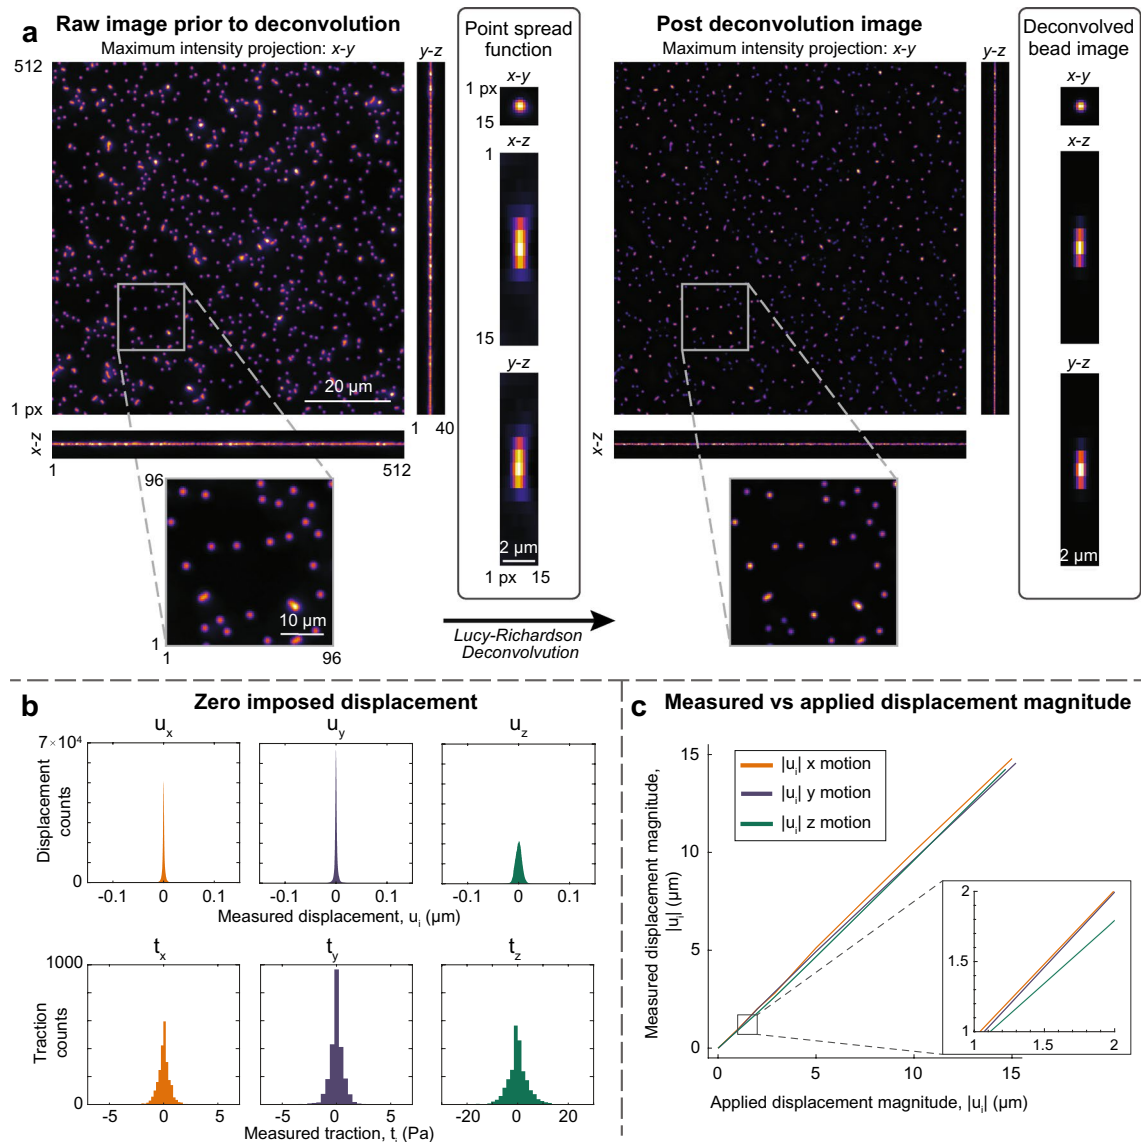 a
Raw image prior to deconvolution
Maximum intensity projection: x-y
y-z
512
1 px
20 µm
x-z
1
512
1 40
96
1
1
96
10 µm
Point spread
function
x-y
1 px
15
x-z
1
15
y-z
2 µm
1 px 15
Lucy-Richardson
Deconvolvution
Post deconvolution image
Maximum intensity projection: x-y
y-z
x-z
Deconvolved
bead image
x-y
x-z
y-z
2 µm
b
Zero imposed displacement
u_x
u_y
u_z
7×10^4
0
Displacement
counts
-0.1 0 0.1
-0.1 0 0.1
-0.1 0 0.1
Measured displacement, u_i (µm)
t_x
t_y
t_z
1000
0
Traction
counts
-5 0 5
-5 0 5
-20 0 20
Measured traction, t_i (Pa)
c
Measured vs applied displacement magnitude
|u_i| x motion
|u_i| y motion
|u_i| z motion
15
10
5
0
Measured displacement magnitude,
|u_i| (µm)
0 5 10 15
Applied displacement magnitude, |u_i| (µm)
2
1.5
1
1 1.5 2